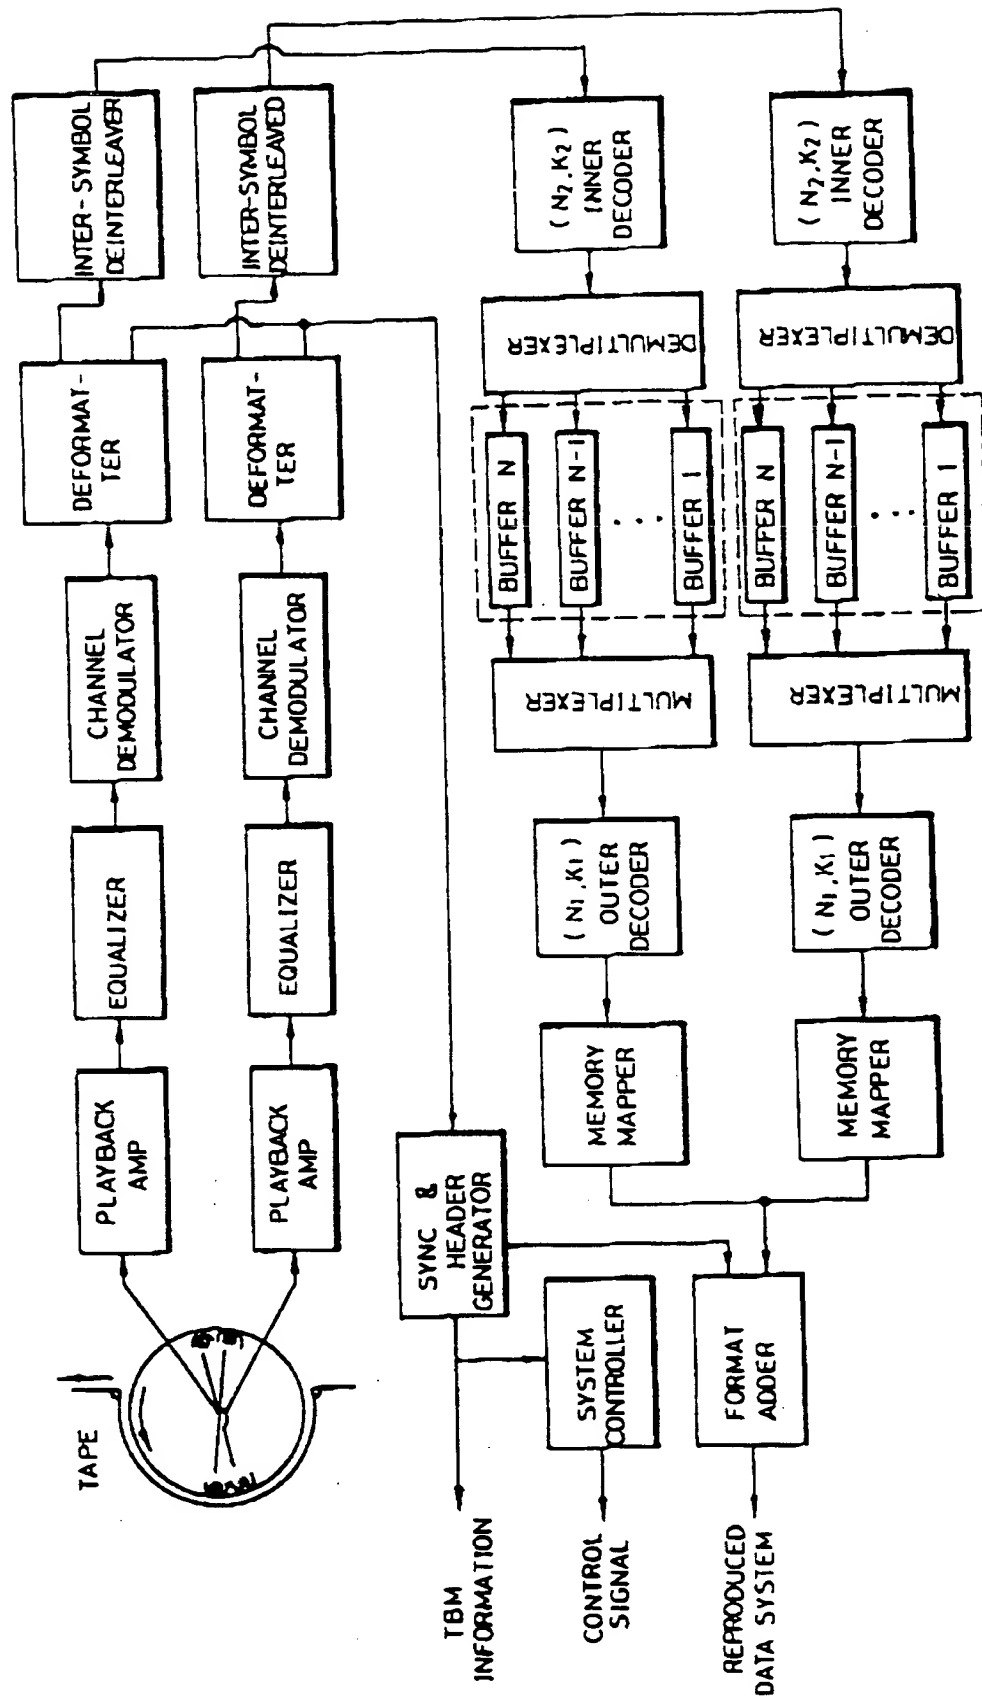 TAPE
PLAYBACK
AMP
EQUALIZER
CHANNEL
DEMODULATOR
DEFORMAT-
TER
INTER-SYMBOL
DEINTERLEAVER
PLAYBACK
AMP
EQUALIZER
CHANNEL
DEMODULATOR
DEFORMAT-
TER
INTER-SYMBOL
DEINTERLEAVED
TBM
INFORMATION
SYNC &
HEADER
GENERATOR
CONTROL
SIGNAL
SYSTEM
CONTROLLER
REPRODUCED
DATA SYSTEM
FORMAT
ADDER
MEMORY
MAPPER
(N1,K1)
OUTER
DECODER
MULTIPLEXER
BUFFER N
BUFFER N-1
...
BUFFER 1
DEMULTIPLEXER
(N2,K2)
INNER
DECODER
MEMORY
MAPPER
(N1,K1)
OUTER
DECODER
MULTIPLEXER
BUFFER N
BUFFER N-1
...
BUFFER 1
DEMULTIPLEXER
(N2,K2)
INNER
DECODER